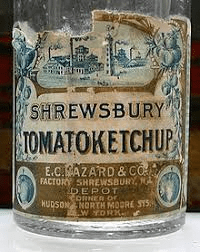 SHREWSBURY
TOMATOKETCHUP
E.C.HAZARD & CO.
FACTORY SHREWSBURY, N.J.
DEPOT
CORNER OF
HUDSON & NORTH MOORE STS.
NEW YORK.